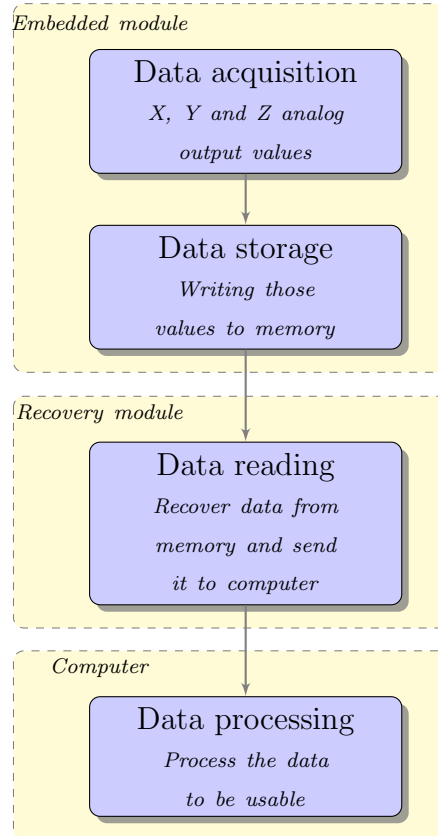 Embedded module
Data acquisition
X, Y and Z analog
output values
Data storage
Writing those
values to memory
Recovery module
Data reading
Recover data from
memory and send
it to computer
Computer
Data processing
Process the data
to be usable